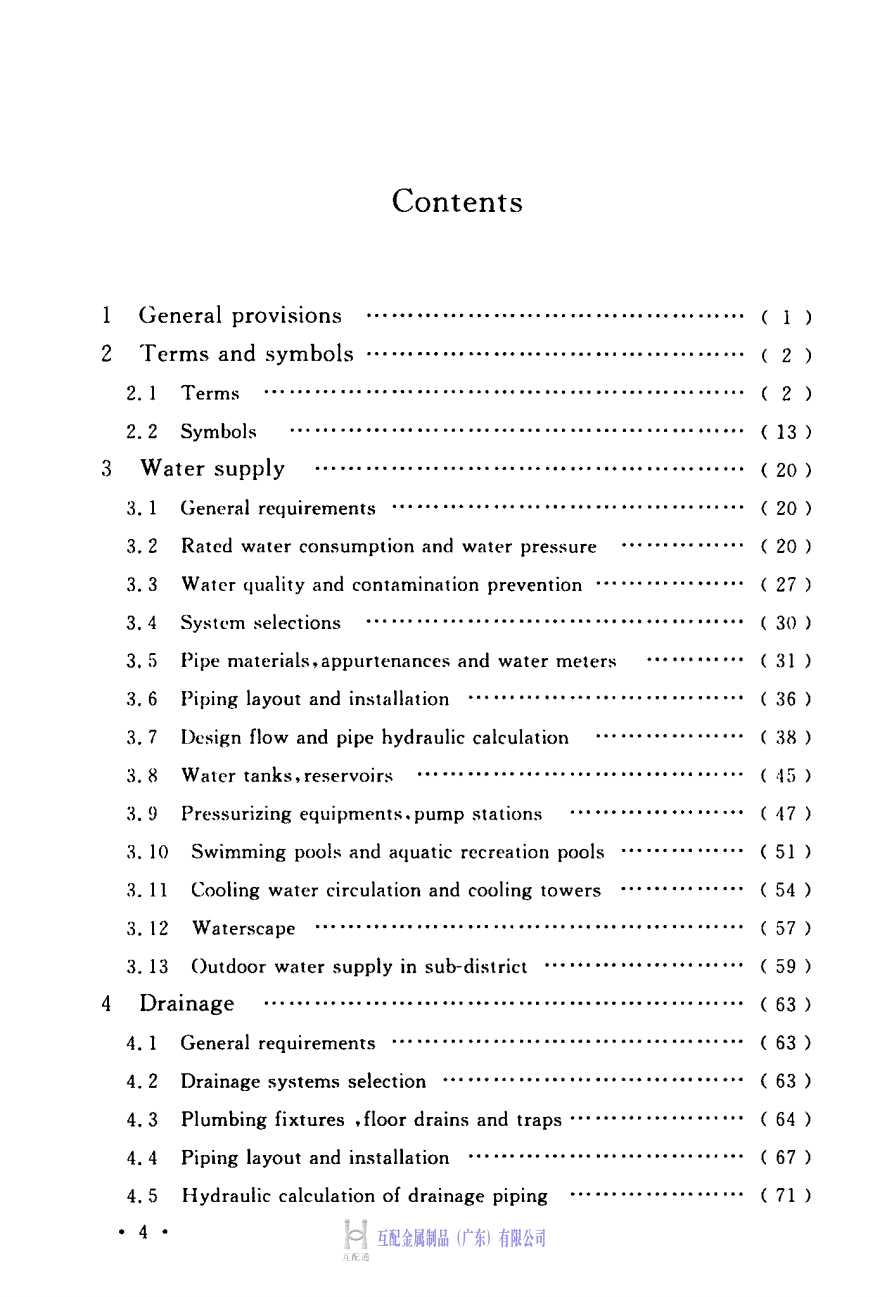 Contents
1 General provisions ……………………………………… ( 1 )
2 Terms and symbols ……………………………………… ( 2 )
2.1 Terms ………………………………………………… ( 2 )
2.2 Symbols ……………………………………………… ( 13 )
3 Water supply …………………………………………… ( 20 )
3.1 General requirements …………………………………… ( 20 )
3.2 Rated water consumption and water pressure …………… ( 20 )
3.3 Water quality and contamination prevention ……………… ( 27 )
3.4 System selections ……………………………………… ( 30 )
3.5 Pipe materials,appurtenances and water meters ………… ( 31 )
3.6 Piping layout and installation …………………………… ( 36 )
3.7 Design flow and pipe hydraulic calculation ……………… ( 38 )
3.8 Water tanks,reservoirs ………………………………… ( 45 )
3.9 Pressurizing equipments,pump stations ………………… ( 47 )
3.10 Swimming pools and aquatic recreation pools …………… ( 51 )
3.11 Cooling water circulation and cooling towers …………… ( 54 )
3.12 Waterscape …………………………………………… ( 57 )
3.13 Outdoor water supply in sub-district …………………… ( 59 )
4 Drainage ………………………………………………… ( 63 )
4.1 General requirements …………………………………… ( 63 )
4.2 Drainage systems selection ……………………………… ( 63 )
4.3 Plumbing fixtures ,floor drains and traps ………………… ( 64 )
4.4 Piping layout and installation …………………………… ( 67 )
4.5 Hydraulic calculation of drainage piping ………………… ( 71 )
• 4 •
互配金属制品（广东）有限公司
互配通